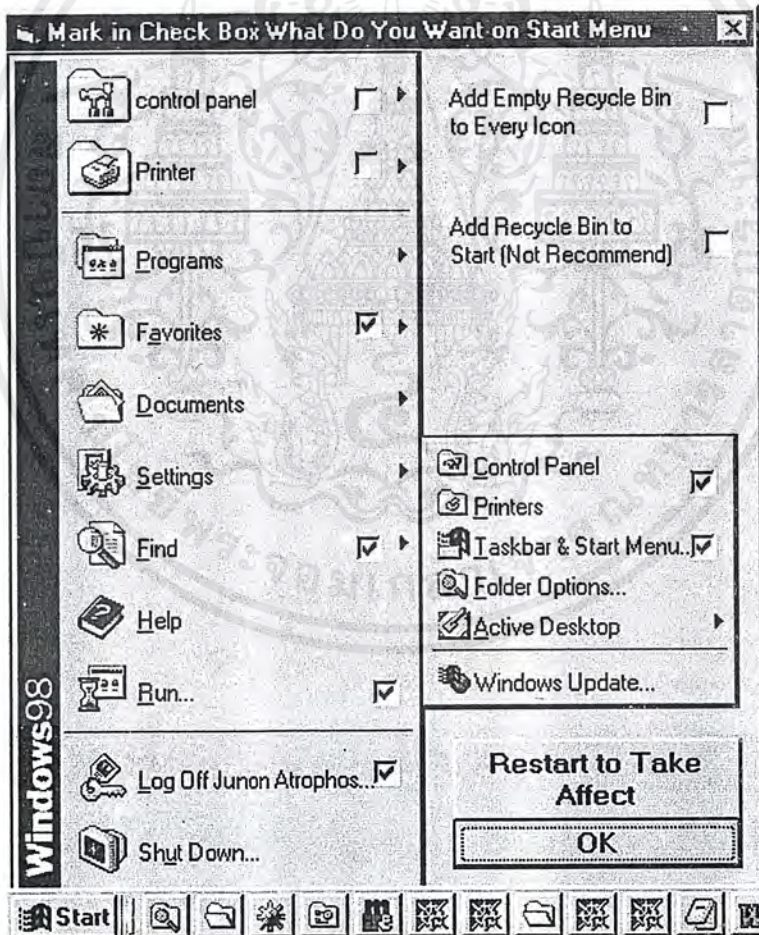 Mark in Check Box What Do You Want on Start Menu
control panel
Printer
Programs
Favorites
Documents
Settings
Find
Help
Run...
Log Off Junon Atrophos...
Shut Down...
Windows98
Add Empty Recycle Bin
to Every Icon
Add Recycle Bin to
Start (Not Recommend)
Control Panel
Printers
Taskbar & Start Menu..
Folder Options...
Active Desktop
Windows Update...
Restart to Take
Affect
OK
Start